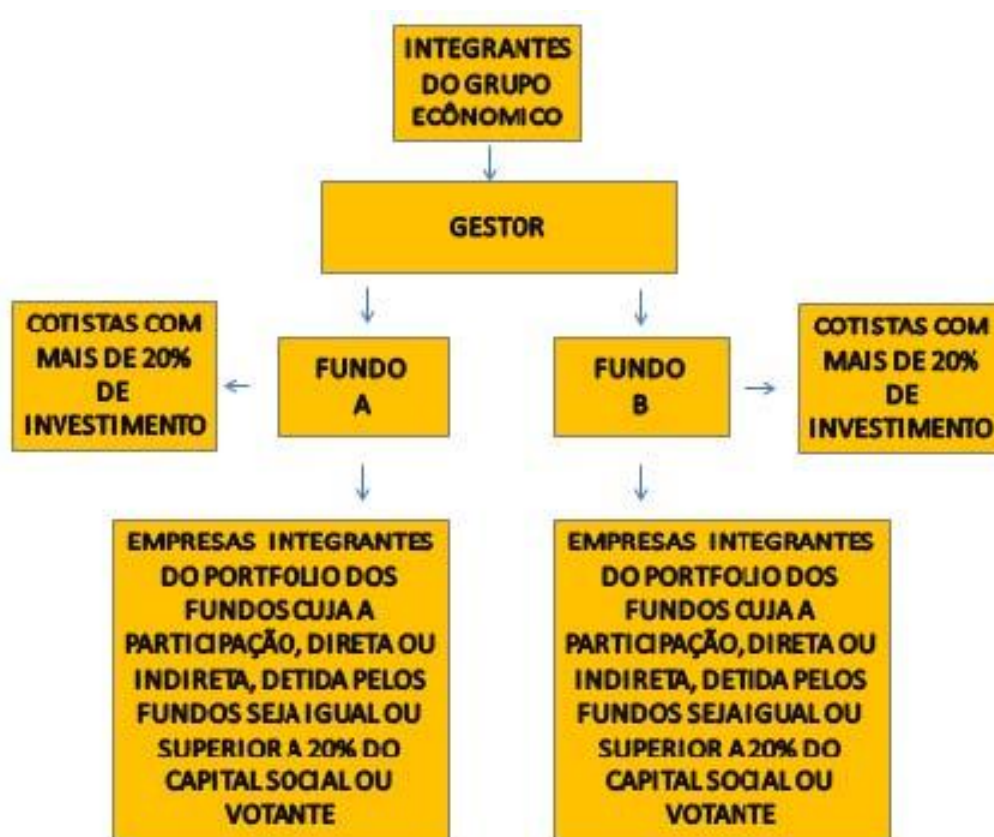 INTEGRANTES
DO GRUPO
ECÔNOMICO
GESTOR
COTISTAS COM
MAIS DE 20%
DE
INVESTIMENTO
FUNDO
A
FUNDO
B
COTISTAS COM
MAIS DE 20%
DE
INVESTIMENTO
EMPRESAS INTEGRANTES
DO PORTFOLIO DOS
FUNDOS CUJA A
PARTICIPAÇÃO, DIRETA OU
INDIRETA, DETIDA PELOS
FUNDOS SEJA IGUAL OU
SUPERIOR A 20% DO
CAPITAL SOCIAL OU
VOTANTE
EMPRESAS INTEGRANTES
DO PORTFOLIO DOS
FUNDOS CUJA A
PARTICIPAÇÃO, DIRETA OU
INDIRETA, DETIDA PELOS
FUNDOS SEJA IGUAL OU
SUPERIOR A 20% DO
CAPITAL SOCIAL OU
VOTANTE